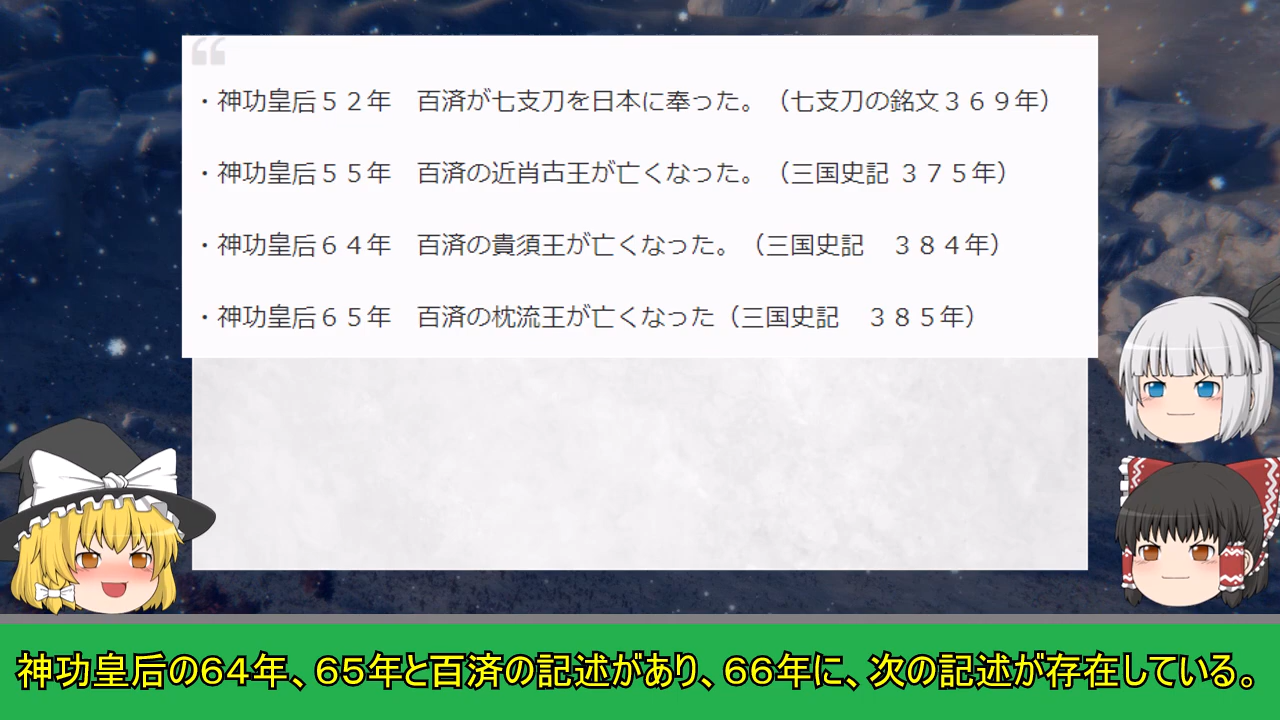 ・神功皇后５２年　百済が七支刀を日本に奉った。（七支刀の銘文３６９年）
・神功皇后５５年　百済の近肖古王が亡くなった。（三国史記 ３７５年）
・神功皇后６４年　百済の貴須王が亡くなった。（三国史記　３８４年）
・神功皇后６５年　百済の枕流王が亡くなった（三国史記　３８５年）
神功皇后の64年、65年と百済の記述があり、66年に、次の記述が存在している。